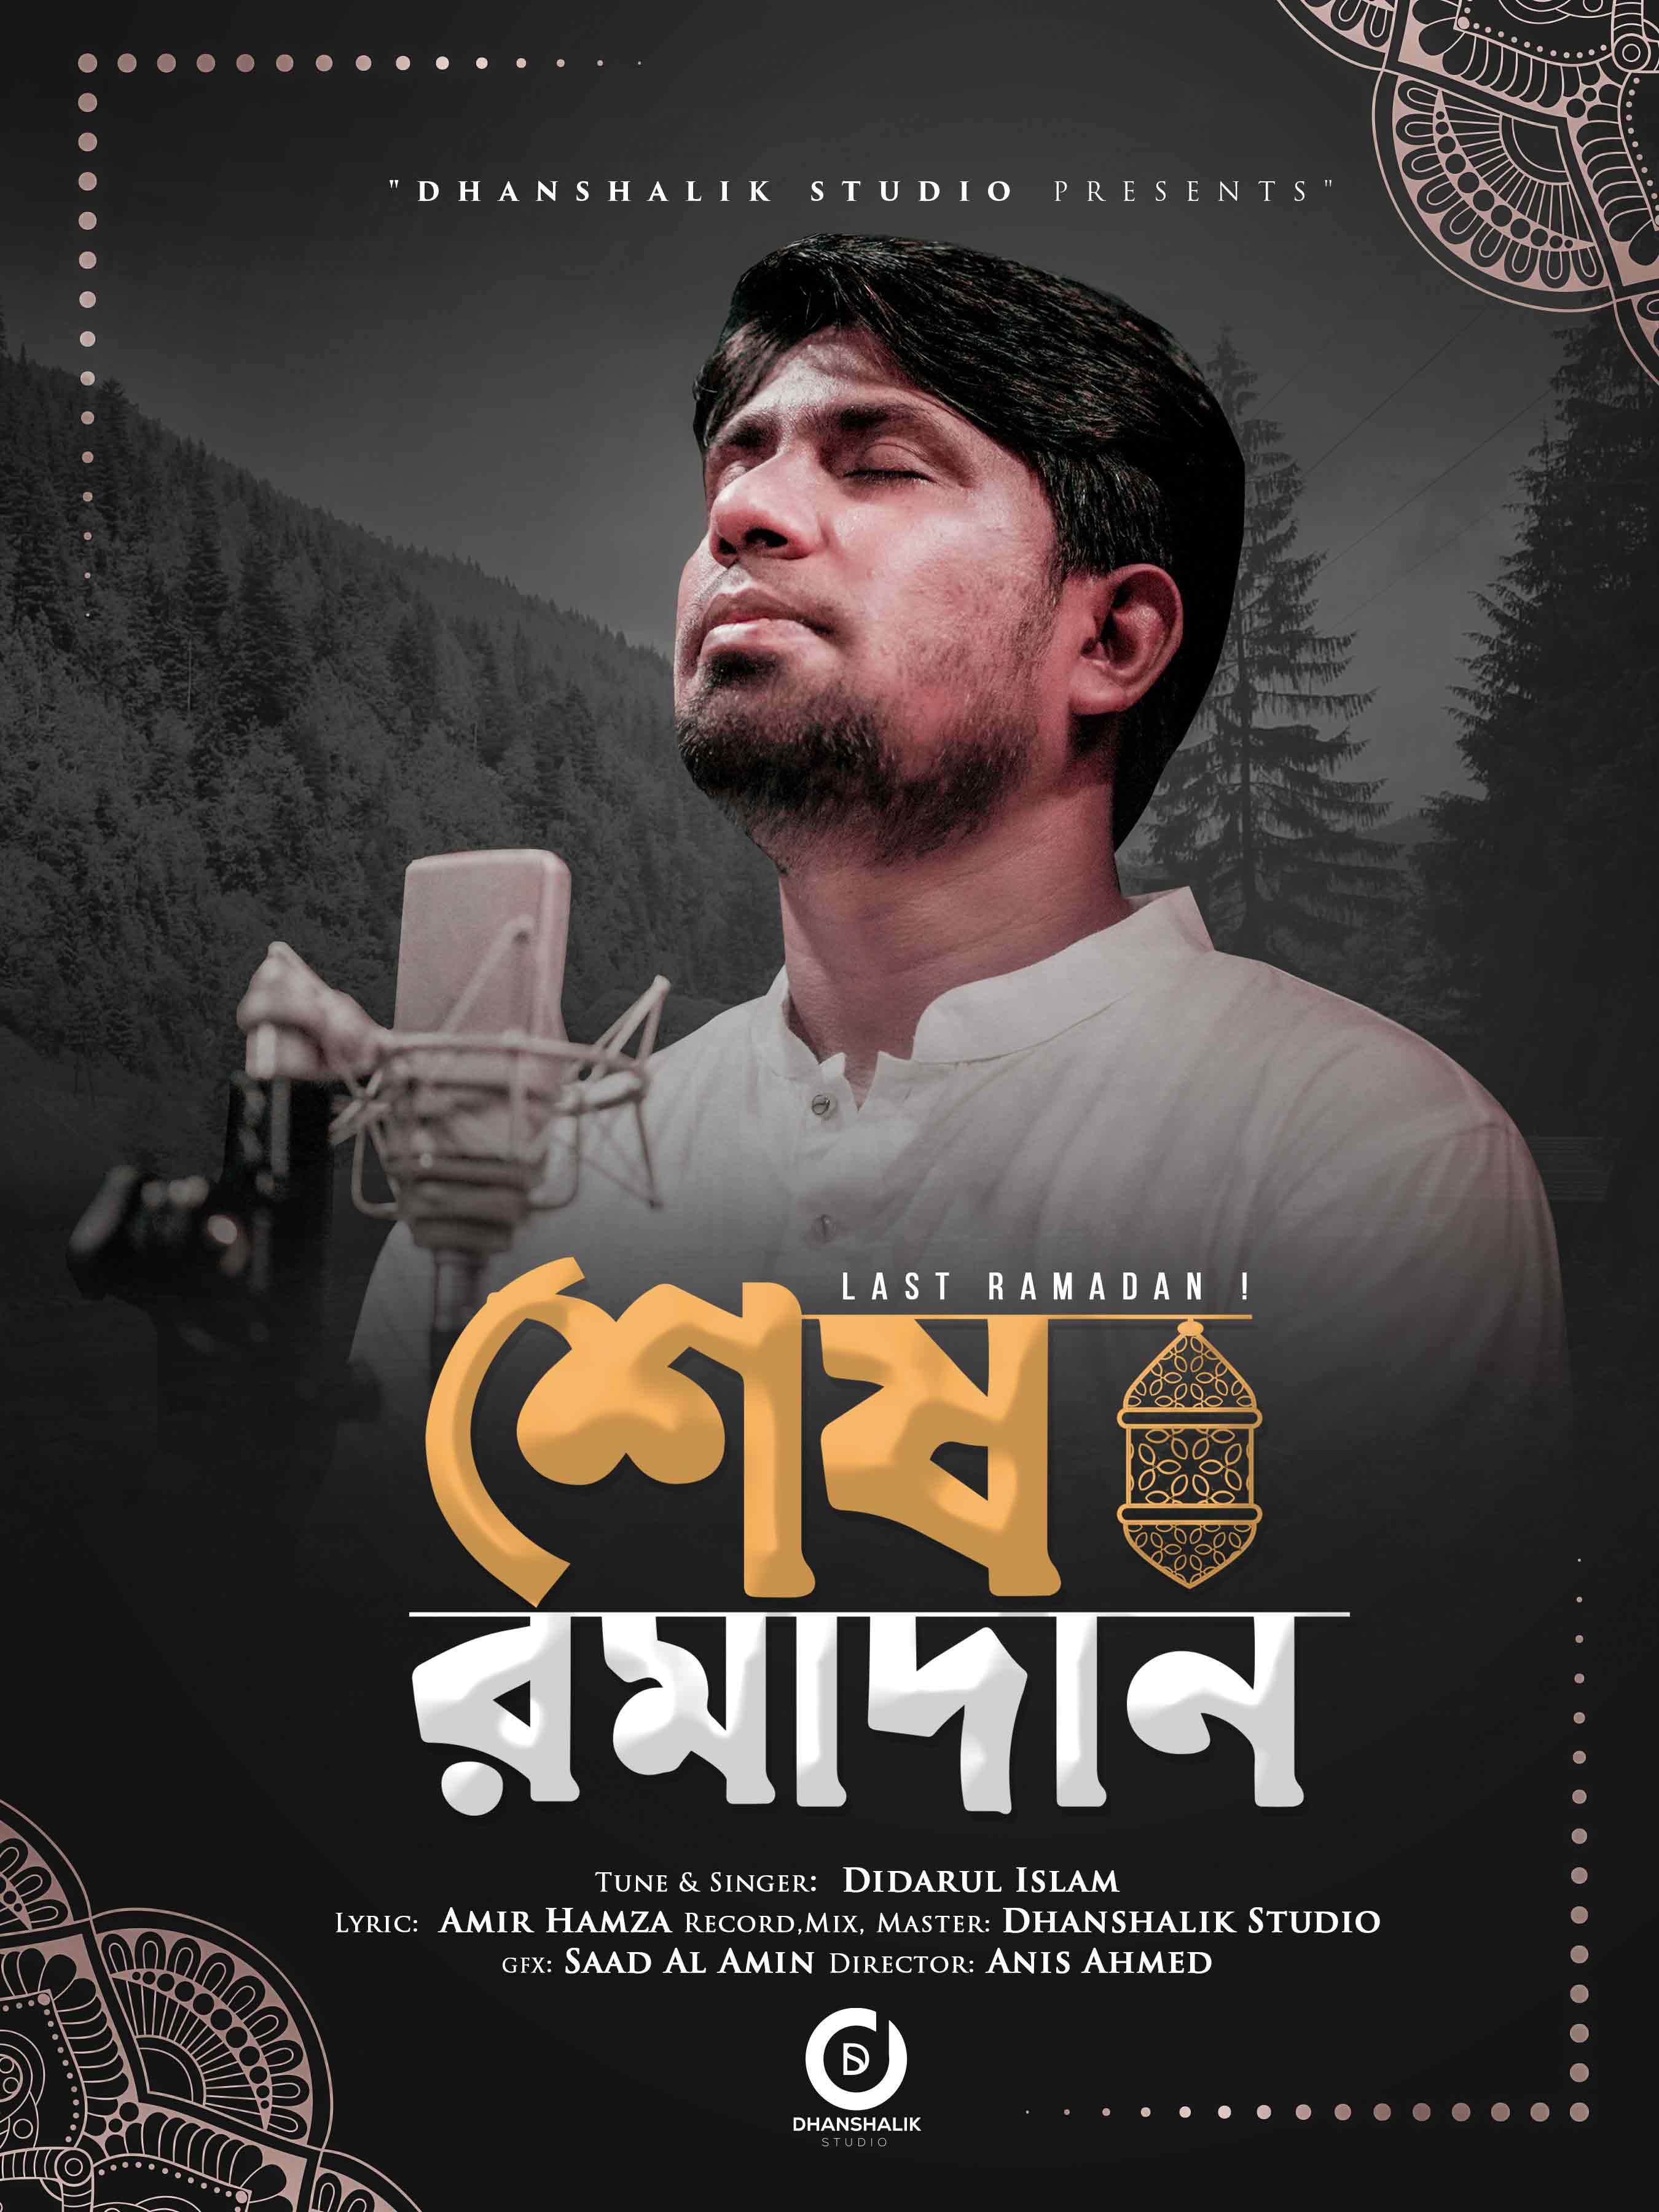 "DHANSHALIK STUDIO PRESENTS"
LAST RAMADAN !
শেষ
রমাদান
TUNE & SINGER: DIDARUL ISLAM
LYRIC: AMIR HAMZA RECORD,MIX, MASTER: DHANSHALIK STUDIO
GFX: SAAD AL AMIN DIRECTOR: ANIS AHMED
DS
DHANSHALIK
STUDIO